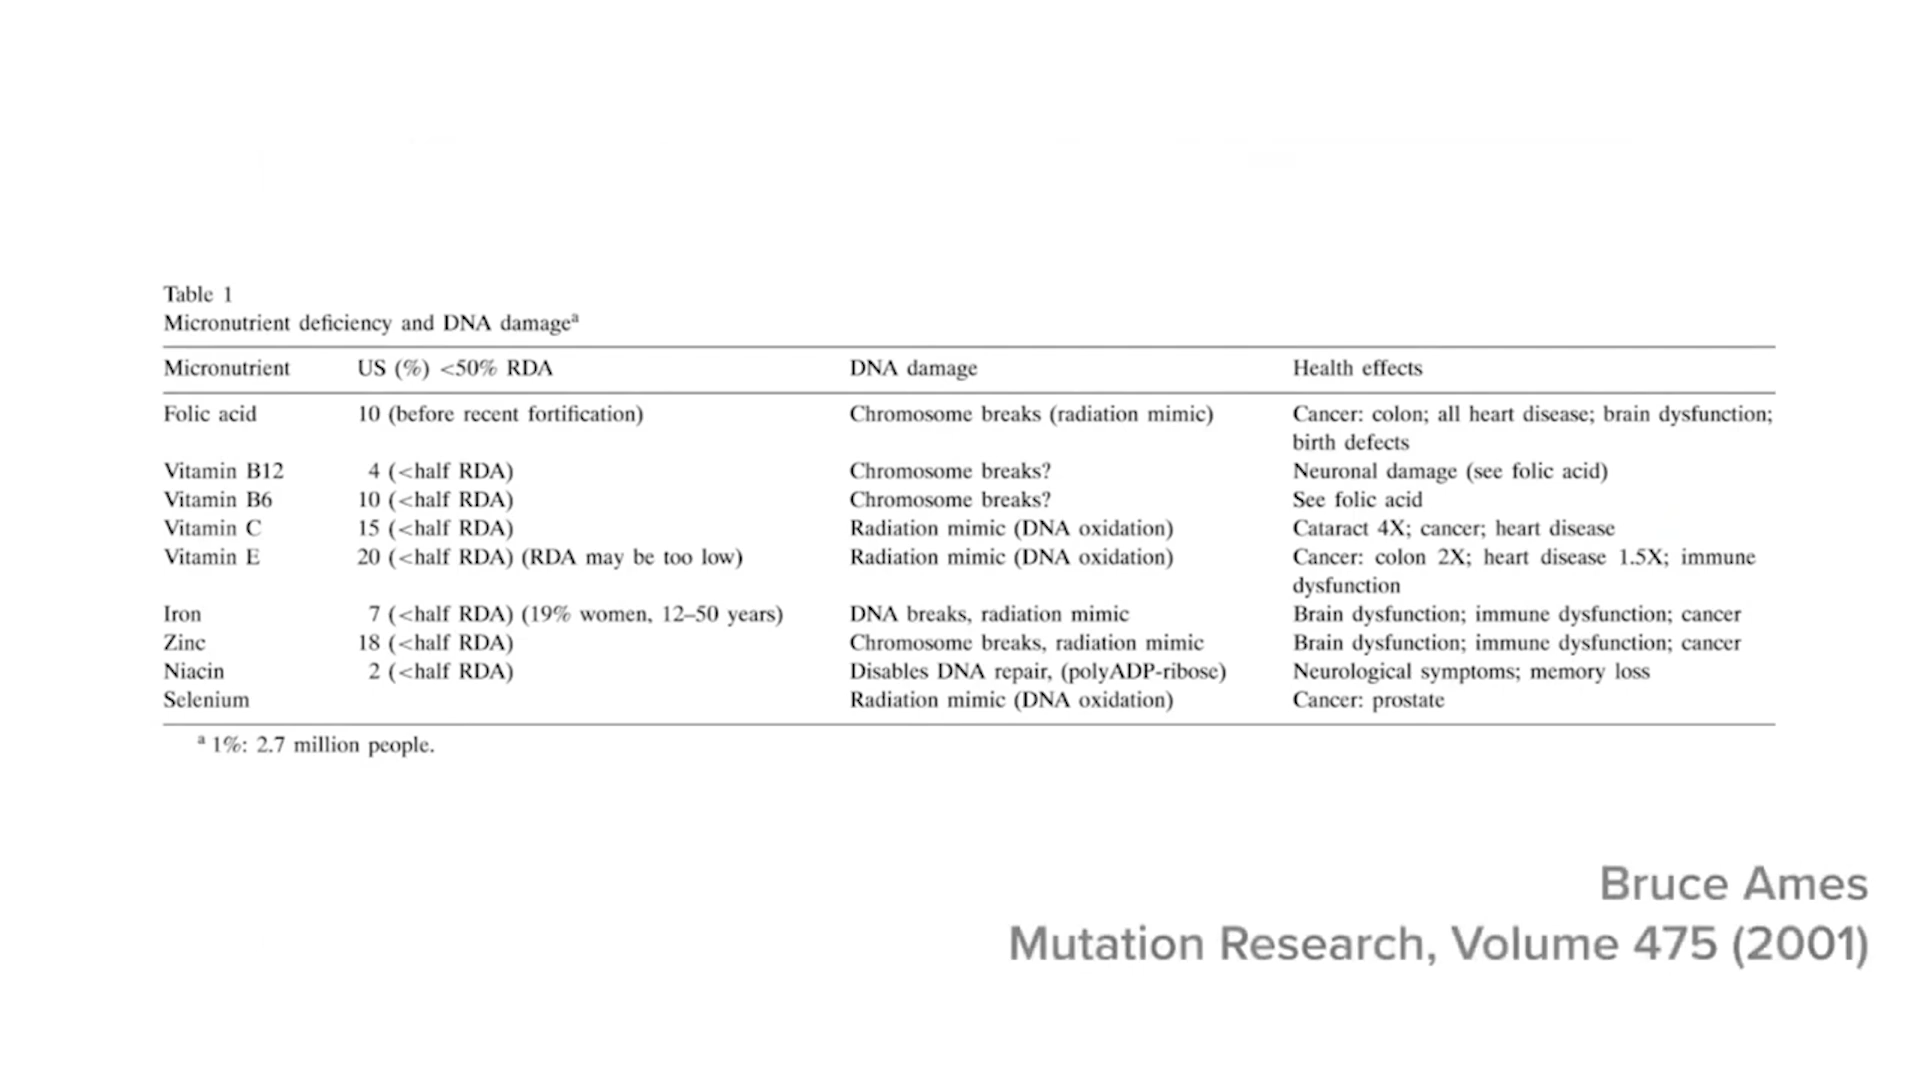 Table 1
Micronutrient deficiency and DNA damageª
Micronutrient US (%) <50% RDA DNA damage Health effects
Folic acid 10 (before recent fortification) Chromosome breaks (radiation mimic) Cancer: colon; all heart disease; brain dysfunction;
birth defects
Vitamin B12 4 (<half RDA) Chromosome breaks? Neuronal damage (see folic acid)
Vitamin B6 10 (<half RDA) Chromosome breaks? See folic acid
Vitamin C 15 (<half RDA) Radiation mimic (DNA oxidation) Cataract 4X; cancer; heart disease
Vitamin E 20 (<half RDA) (RDA may be too low) Radiation mimic (DNA oxidation) Cancer: colon 2X; heart disease 1.5X; immune
dysfunction
Iron 7 (<half RDA) (19% women, 12–50 years) DNA breaks, radiation mimic Brain dysfunction; immune dysfunction; cancer
Zinc 18 (<half RDA) Chromosome breaks, radiation mimic Brain dysfunction; immune dysfunction; cancer
Niacin 2 (<half RDA) Disables DNA repair, (polyADP-ribose) Neurological symptoms; memory loss
Selenium Radiation mimic (DNA oxidation) Cancer: prostate
ª 1%: 2.7 million people.
Bruce Ames
Mutation Research, Volume 475 (2001)